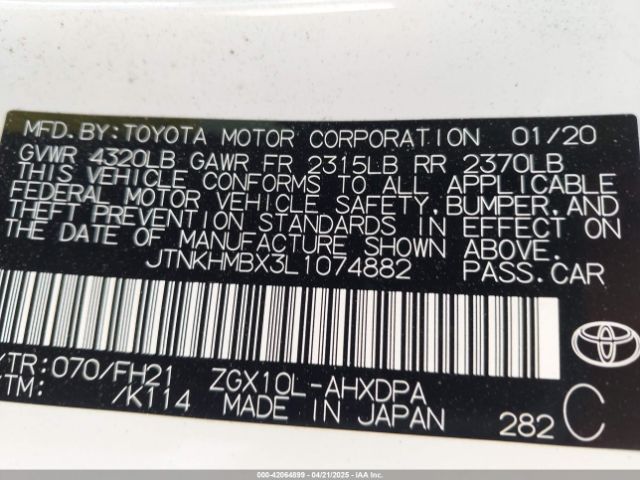 MFD.BY:TOYOTA MOTOR CORPORATION 01/20
GVWR 4320LB GAWR FR 2315LB RR 2370LB
THIS VEHICLE CONFORMS TO ALL APPLICABLE
FEDERAL MOTOR VEHICLE SAFETY,BUMPER,AND
THEFT PREVENTION STANDARDS IN EFFECT ON
THE DATE OF MANUFACTURE SHOWN ABOVE.
JTNKHMBX3L1074882 PASS.CAR
/TR:070/FH21 ZGX10L-AHXDPA
/TM: /K114 MADE IN JAPAN 282 C
000-42064899 04/21/2025 Copyright IAA, LLC